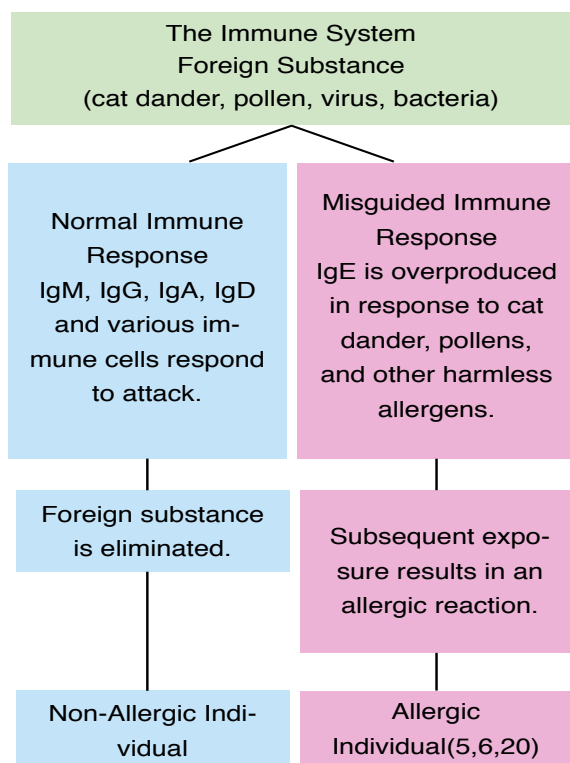 The Immune System
Foreign Substance
(cat dander, pollen, virus, bacteria)
Normal Immune
Response
IgM, IgG, IgA, IgD
and various im-
mune cells respond
to attack.
Misguided Immune
Response
IgE is overproduced
in response to cat
dander, pollens,
and other harmless
allergens.
Foreign substance
is eliminated.
Subsequent expo-
sure results in an
allergic reaction.
Non-Allergic Indi-
vidual
Allergic
Individual(5,6,20)